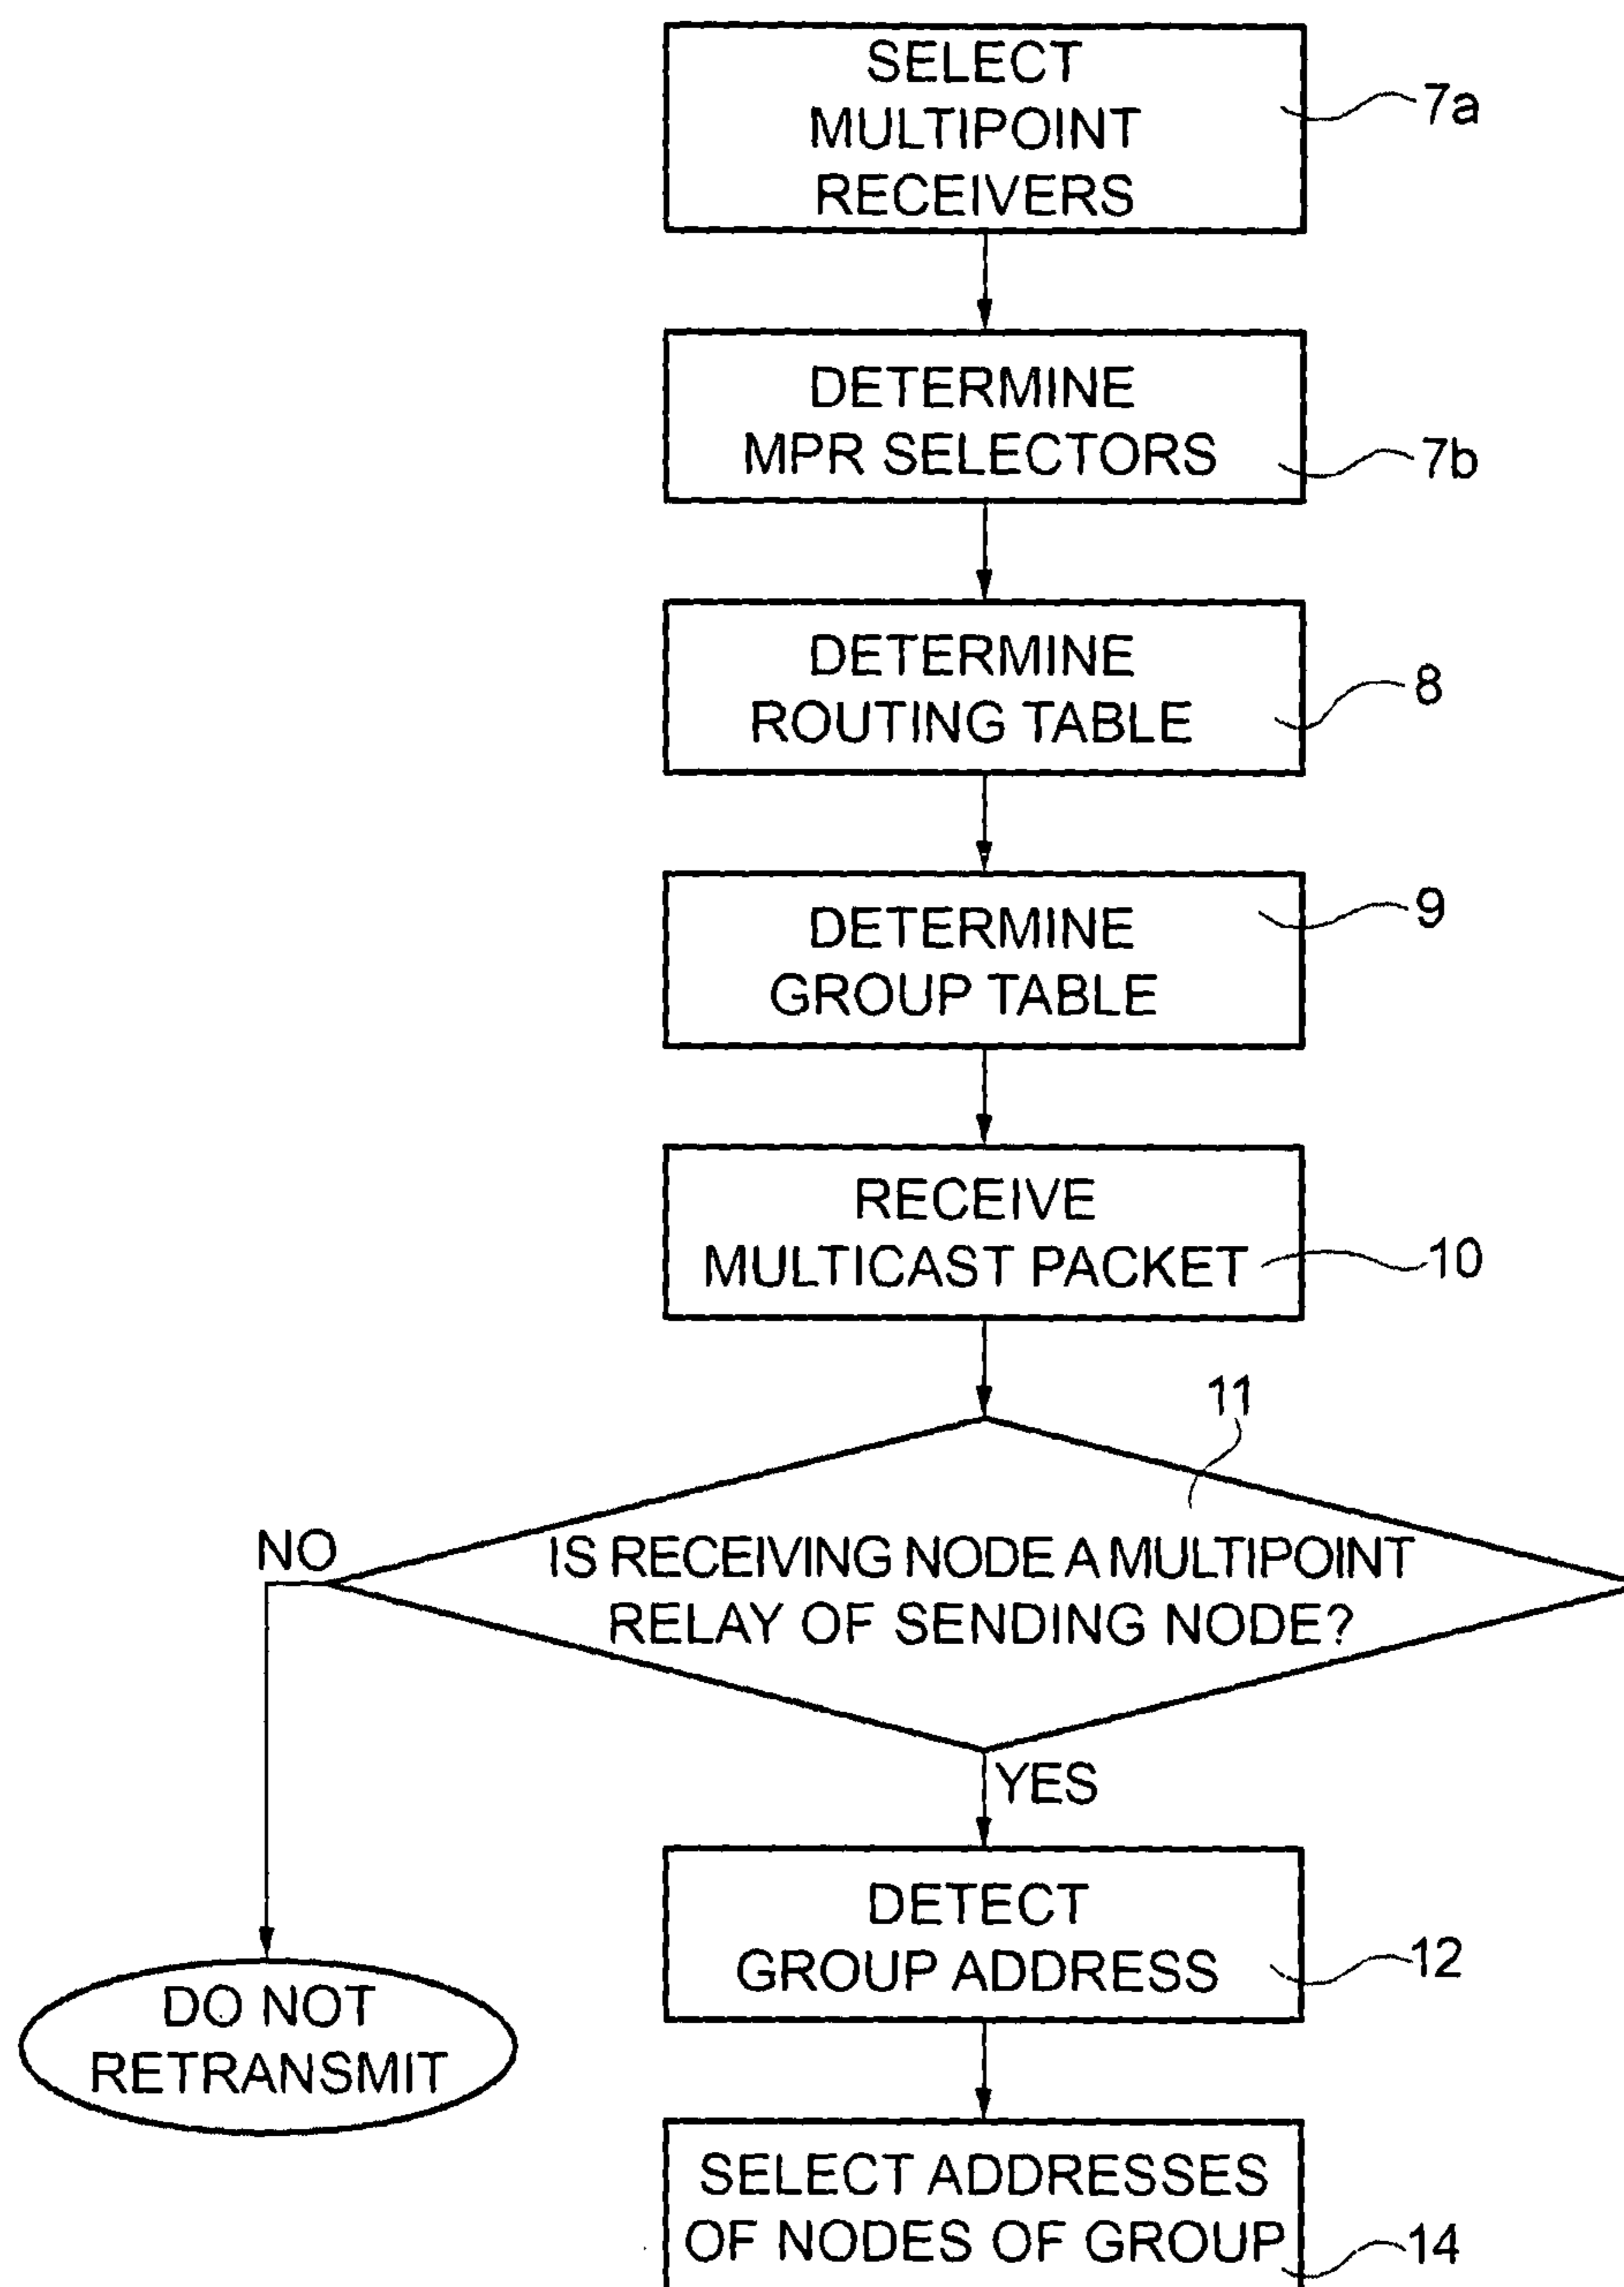 SELECT
MULTIPOINT
RECEIVERS
7a
DETERMINE
MPR SELECTORS
7b
DETERMINE
ROUTING TABLE
8
DETERMINE
GROUP TABLE
9
RECEIVE
MULTICAST PACKET
10
11
NO
IS RECEIVING NODE A MULTIPOINT
RELAY OF SENDING NODE?
YES
DETECT
GROUP ADDRESS
12
DO NOT
RETRANSMIT
SELECT ADDRESSES
OF NODES OF GROUP
14